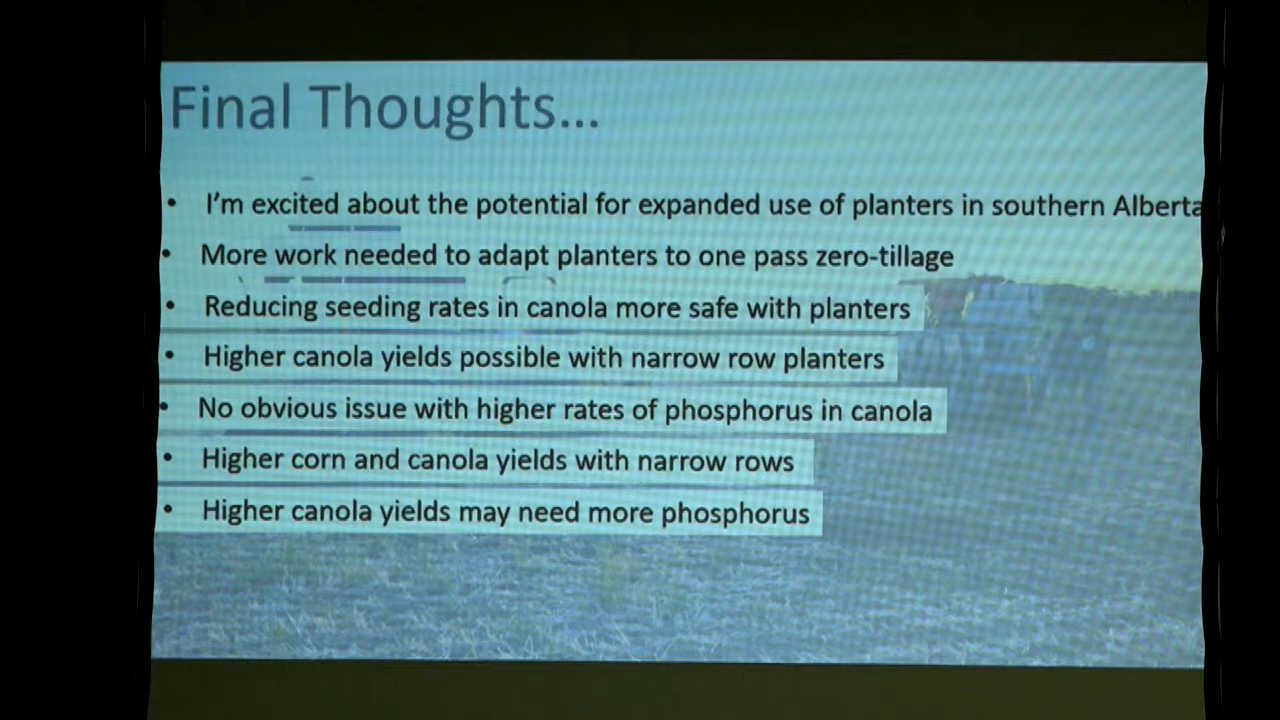 Final Thoughts...
• I'm excited about the potential for expanded use of planters in southern Alberta
• More work needed to adapt planters to one pass zero-tillage
• Reducing seeding rates in canola more safe with planters
• Higher canola yields possible with narrow row planters
• No obvious issue with higher rates of phosphorus in canola
• Higher corn and canola yields with narrow rows
• Higher canola yields may need more phosphorus